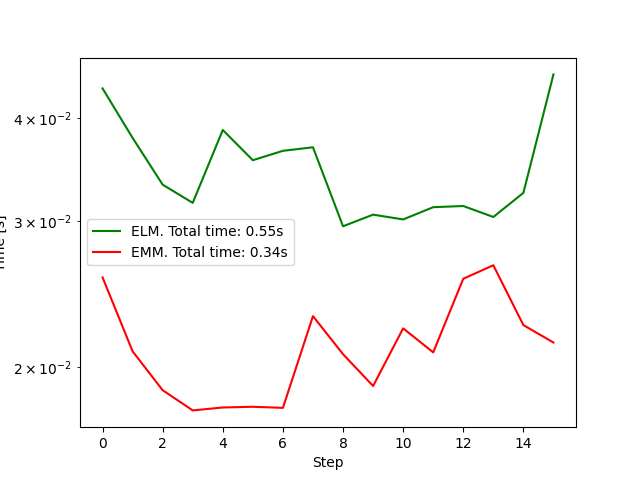 4 × 10⁻²
3 × 10⁻²
2 × 10⁻²
Time [s]
ELM. Total time: 0.55s
EMM. Total time: 0.34s
0 2 4 6 8 10 12 14
Step